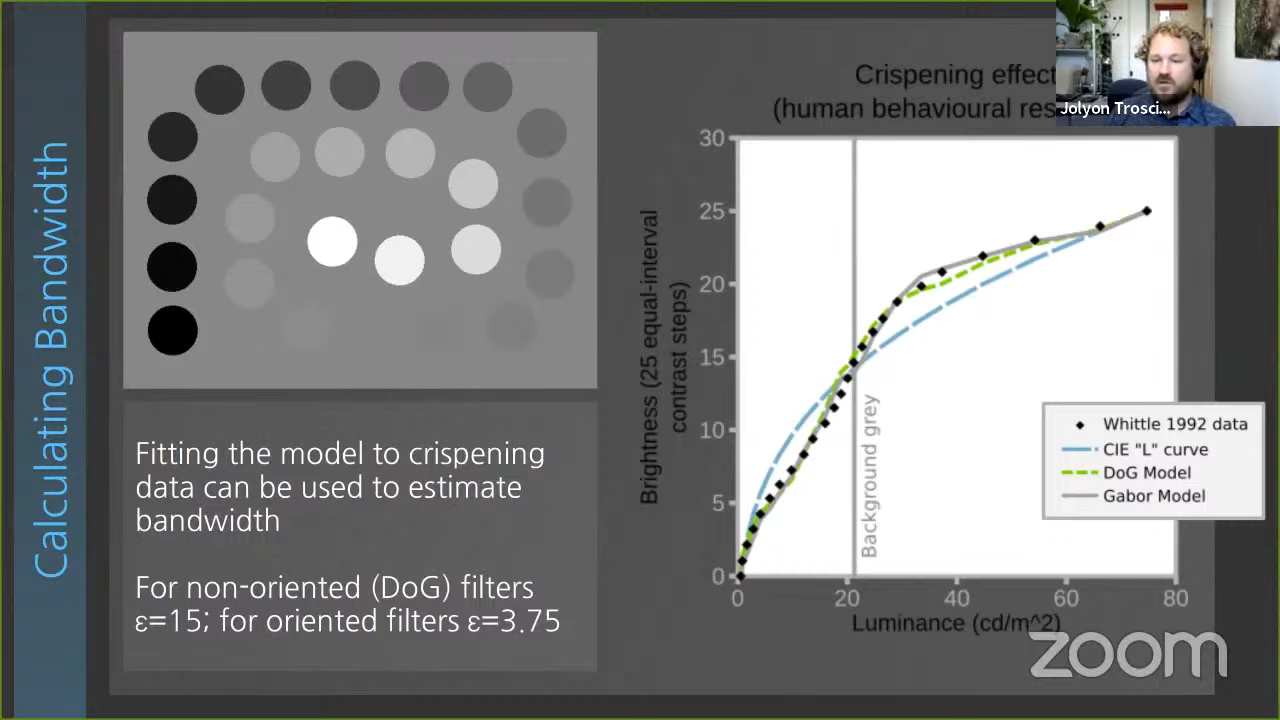 Calculating Bandwidth
Fitting the model to crispening
data can be used to estimate
bandwidth
For non-oriented (DoG) filters
ε=15; for oriented filters ε=3.75
Crispening effect
(human behavioural res
Jolyon Trosci...
Brightness (25 equal-interval
contrast steps)
30
25
20
15
10
5
0
Background grey
Whittle 1992 data
CIE "L" curve
DoG Model
Gabor Model
0 20 40 60 80
Luminance (cd/m^2)
zoom